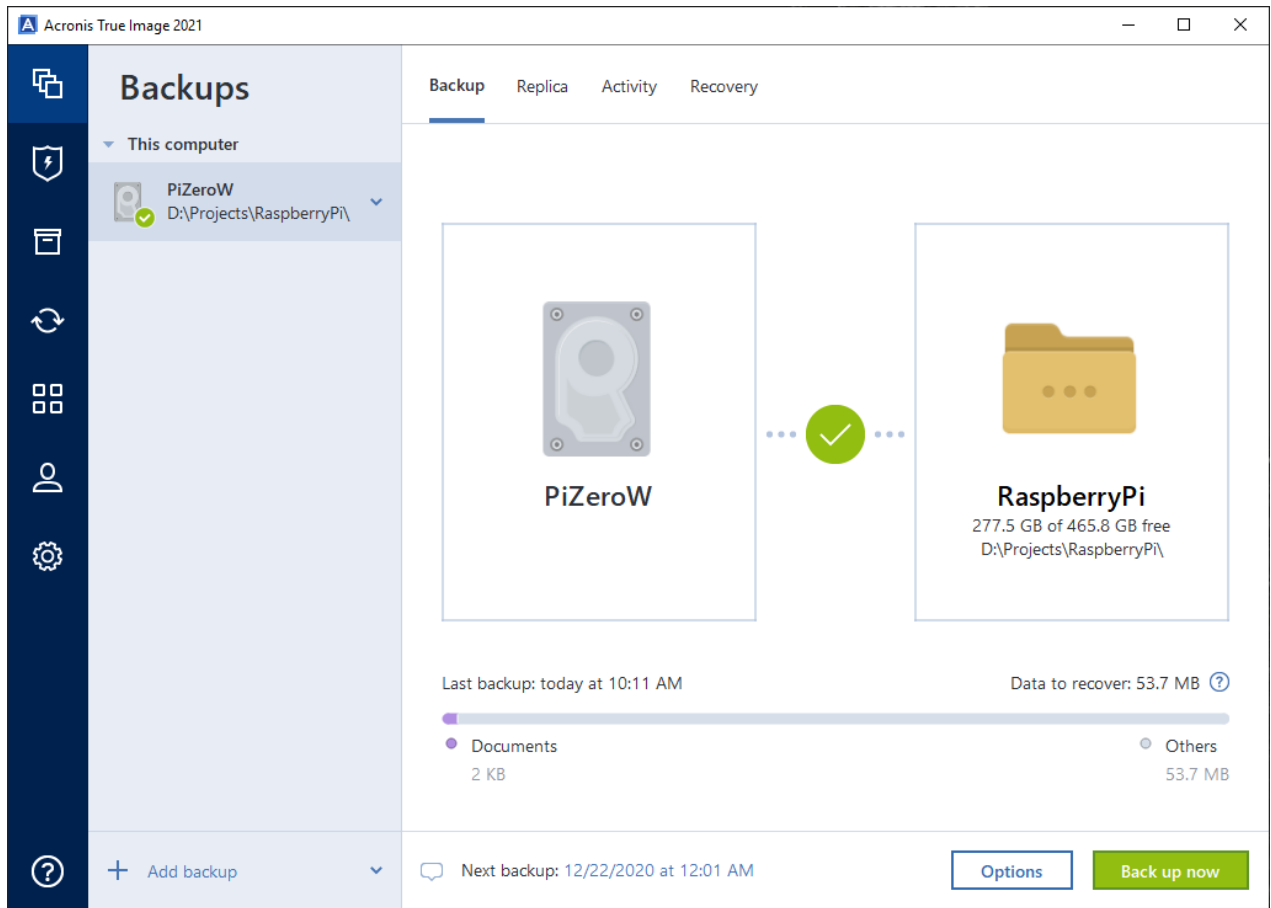 Acronis True Image 2021
Backups
This computer
PiZeroW
D:\Projects\RaspberryPi\
Add backup
Backup Replica Activity Recovery
PiZeroW
RaspberryPi
277.5 GB of 465.8 GB free
D:\Projects\RaspberryPi\
Last backup: today at 10:11 AM
Data to recover: 53.7 MB
Documents
2 KB
Others
53.7 MB
Next backup: 12/22/2020 at 12:01 AM
Options
Back up now